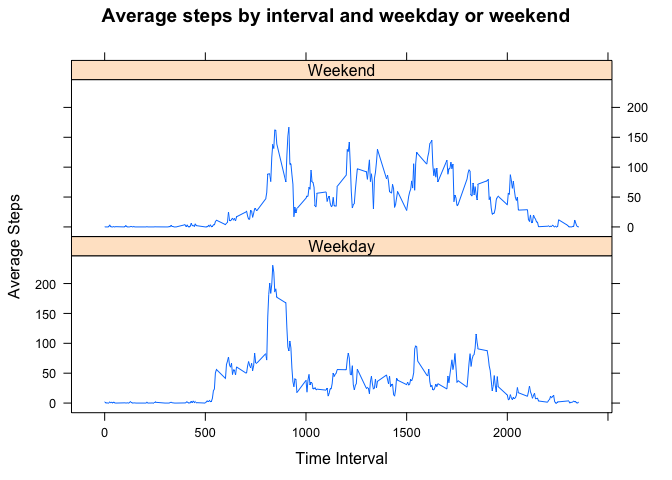 Average steps by interval and weekday or weekend
Weekend
200
150
100
50
0
Weekday
200
150
100
50
0
Average Steps
0 500 1000 1500 2000
Time Interval